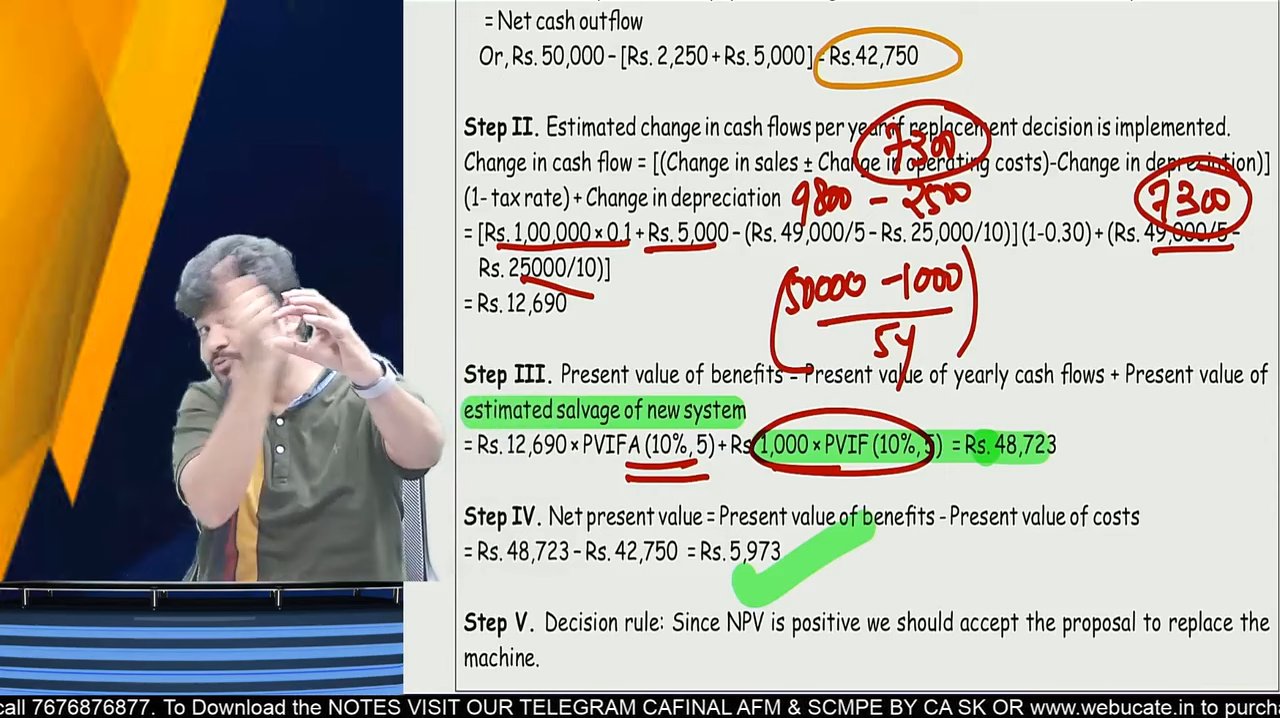 = Net cash outflow
Or, Rs. 50,000 – [Rs. 2,250 + Rs. 5,000] = Rs.42,750
Step II. Estimated change in cash flows per year if replacement decision is implemented.
7300
Change in cash flow = [(Change in sales ± Change in operating costs)-Change in depreciation)]
(1- tax rate) + Change in depreciation
9800 - 2500
7300
= [Rs. 1,00,000 × 0.1 + Rs. 5,000 – (Rs. 49,000/5 – Rs. 25,000/10)] (1-0.30) + (Rs. 49,000/5 –
Rs. 25000/10)]
= Rs. 12,690
(50000 - 1000)
5y
Step III. Present value of benefits = Present value of yearly cash flows + Present value of
estimated salvage of new system
= Rs. 12,690 × PVIFA (10%, 5) + Rs 1,000 × PVIF (10%, 5) = Rs. 48,723
Step IV. Net present value = Present value of benefits - Present value of costs
= Rs. 48,723 – Rs. 42,750 = Rs. 5,973
Step V. Decision rule: Since NPV is positive we should accept the proposal to replace the
machine.
call 7676876877. To Download the NOTES VISIT OUR TELEGRAM CAFINAL AFM & SCMPE BY CA SK OR www.webucate.in to purch